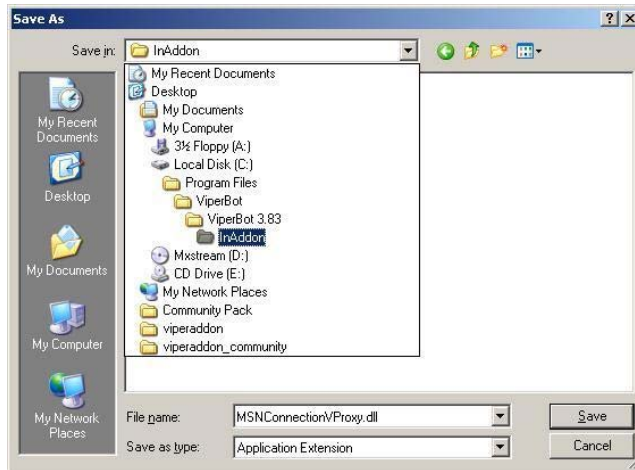 Save As
Save in:
InAddon
My Recent Documents
Desktop
My Documents
My Computer
3½ Floppy (A:)
Local Disk (C:)
Program Files
ViperBot
ViperBot 3.83
InAddon
Mxstream (D:)
CD Drive (E:)
My Network Places
Community Pack
viperaddon
viperaddon_community
My Recent
Documents
Desktop
My Documents
My Computer
My Network
Places
File name:
MSNConnectionVProxy.dll
Save
Save as type:
Application Extension
Cancel